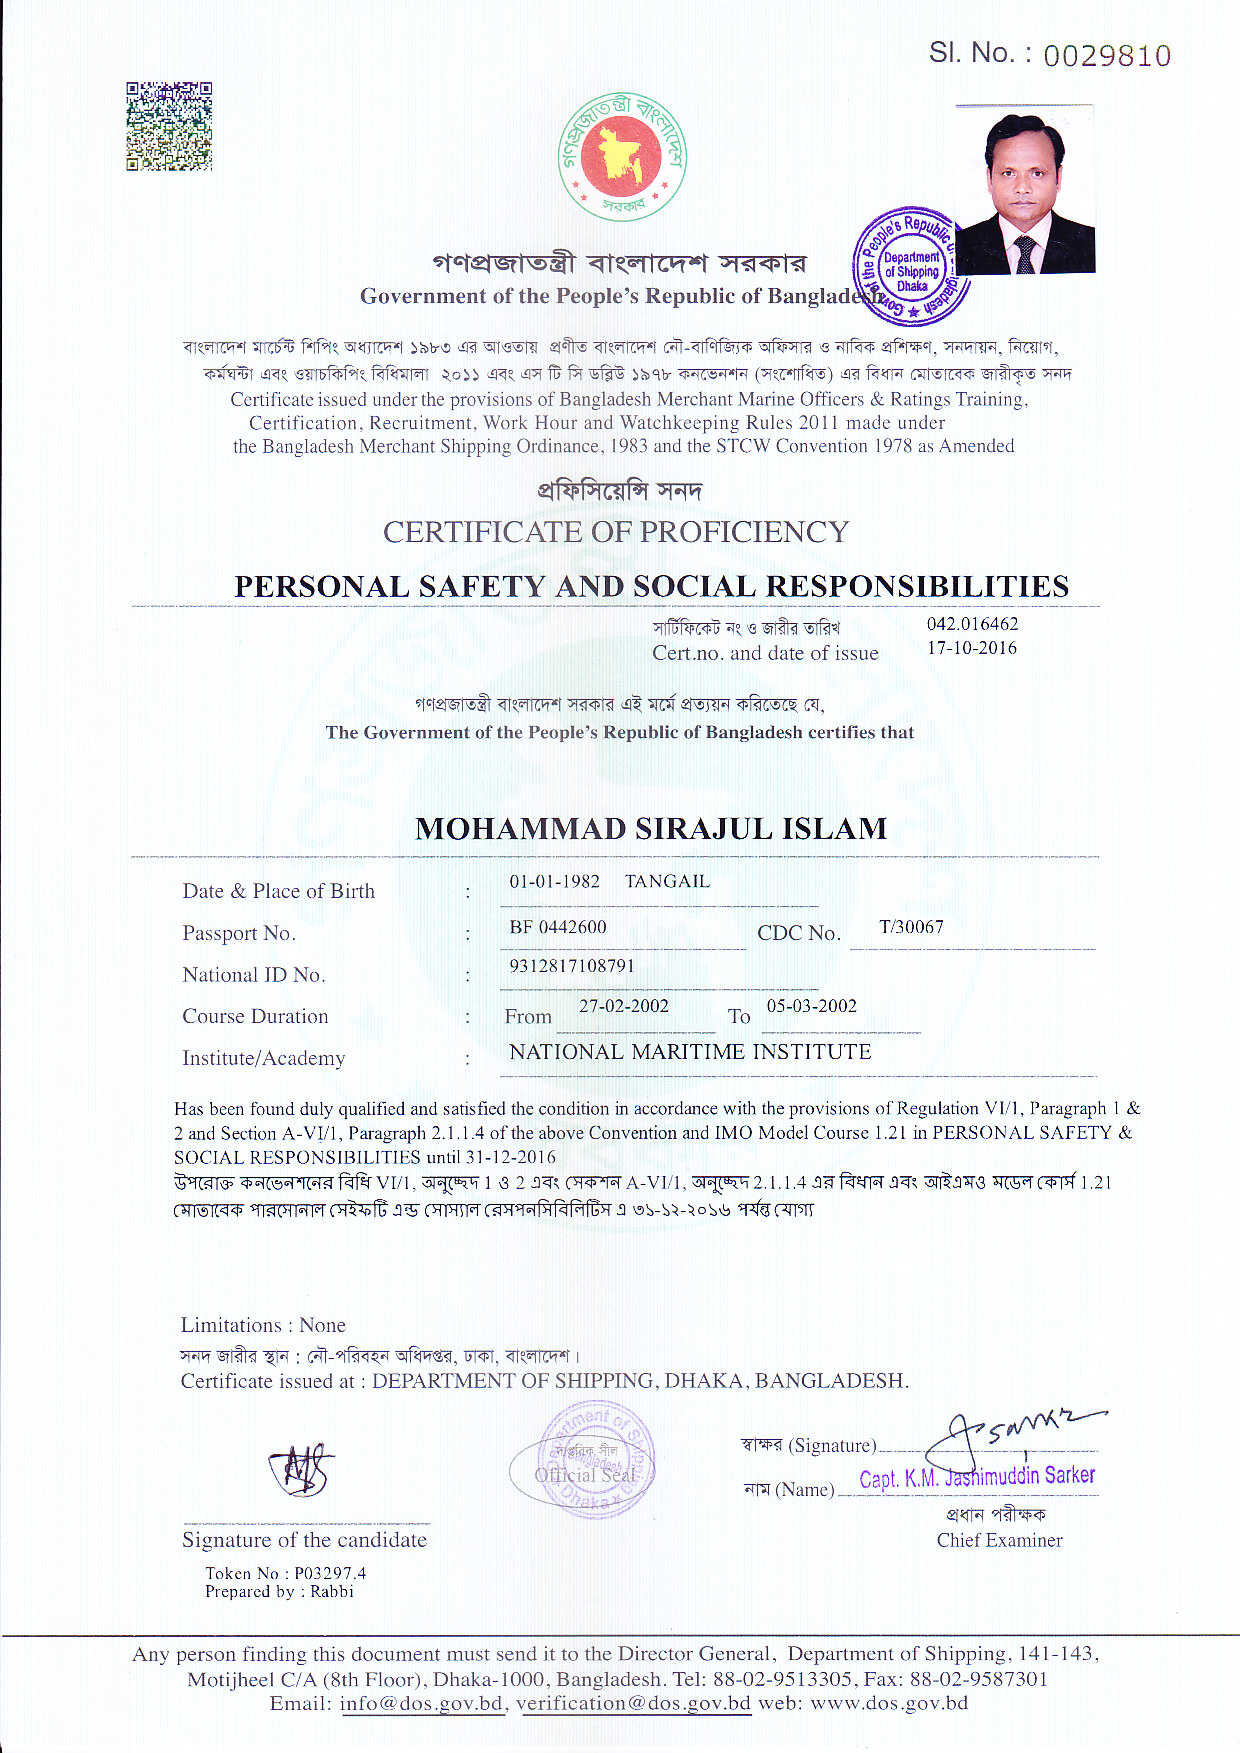 Sl. No. : 0029810
গণপ্রজাতন্ত্রী বাংলাদেশ
সরকার
গণপ্রজাতন্ত্রী বাংলাদেশ সরকার
Government of the People's Republic of Bangladesh
Govt. of the People's Republic of Bangladesh
Department
of Shipping
Dhaka
বাংলাদেশ মার্চেন্ট শিপিং অধ্যাদেশ ১৯৮৩ এর আওতায় প্রণীত বাংলাদেশ নৌ-বাণিজ্যিক অফিসার ও নাবিক প্রশিক্ষণ, সনদায়ন, নিয়োগ,
কর্মঘন্টা এবং ওয়াচকিপিং বিধিমালা ২০১১ এবং এস টি সি ডব্লিউ ১৯৭৮ কনভেনশন (সংশোধিত) এর বিধান মোতাবেক জারীকৃত সনদ
Certificate issued under the provisions of Bangladesh Merchant Marine Officers & Ratings Training,
Certification, Recruitment, Work Hour and Watchkeeping Rules 2011 made under
the Bangladesh Merchant Shipping Ordinance, 1983 and the STCW Convention 1978 as Amended
প্রফিসিয়েন্সি সনদ
CERTIFICATE OF PROFICIENCY
PERSONAL SAFETY AND SOCIAL RESPONSIBILITIES
সার্টিফিকেট নং ও জারীর তারিখ 042.016462
Cert.no. and date of issue 17-10-2016
গণপ্রজাতন্ত্রী বাংলাদেশ সরকার এই মর্মে প্রত্যয়ন করিতেছে যে,
The Government of the People's Republic of Bangladesh certifies that
MOHAMMAD SIRAJUL ISLAM
Date & Place of Birth : 01-01-1982 TANGAIL
Passport No. : BF 0442600 CDC No. T/30067
National ID No. : 9312817108791
Course Duration : From 27-02-2002 To 05-03-2002
Institute/Academy : NATIONAL MARITIME INSTITUTE
Has been found duly qualified and satisfied the condition in accordance with the provisions of Regulation VI/1, Paragraph 1 &
2 and Section A-VI/1, Paragraph 2.1.1.4 of the above Convention and IMO Model Course 1.21 in PERSONAL SAFETY &
SOCIAL RESPONSIBILITIES until 31-12-2016
উপরোক্ত কনভেনশনের বিধি VI/1, অনুচ্ছেদ 1 ও 2 এবং সেকশন A-VI/1, অনুচ্ছেদ 2.1.1.4 এর বিধান এবং আইএমও মডেল কোর্স 1.21
মোতাবেক পারসোনাল সেইফটি এন্ড সোস্যাল রেসপনসিবিলিটিস এ ৩১-১২-২০১৬ পর্যন্ত যোগ্য
Limitations : None
সনদ জারীর স্থান : নৌ-পরিবহন অধিদপ্তর, ঢাকা, বাংলাদেশ।
Certificate issued at : DEPARTMENT OF SHIPPING, DHAKA, BANGLADESH.
দাপ্তরিক সীল
Official Seal
স্বাক্ষর (Signature)
নাম (Name) Capt. K.M. Jashimuddin Sarker
প্রধান পরীক্ষক
Chief Examiner
Signature of the candidate
Token No : P03297.4
Prepared by : Rabbi
Any person finding this document must send it to the Director General, Department of Shipping, 141-143,
Motijheel C/A (8th Floor), Dhaka-1000, Bangladesh. Tel: 88-02-9513305, Fax: 88-02-9587301
Email: info@dos.gov.bd, verification@dos.gov.bd web: www.dos.gov.bd